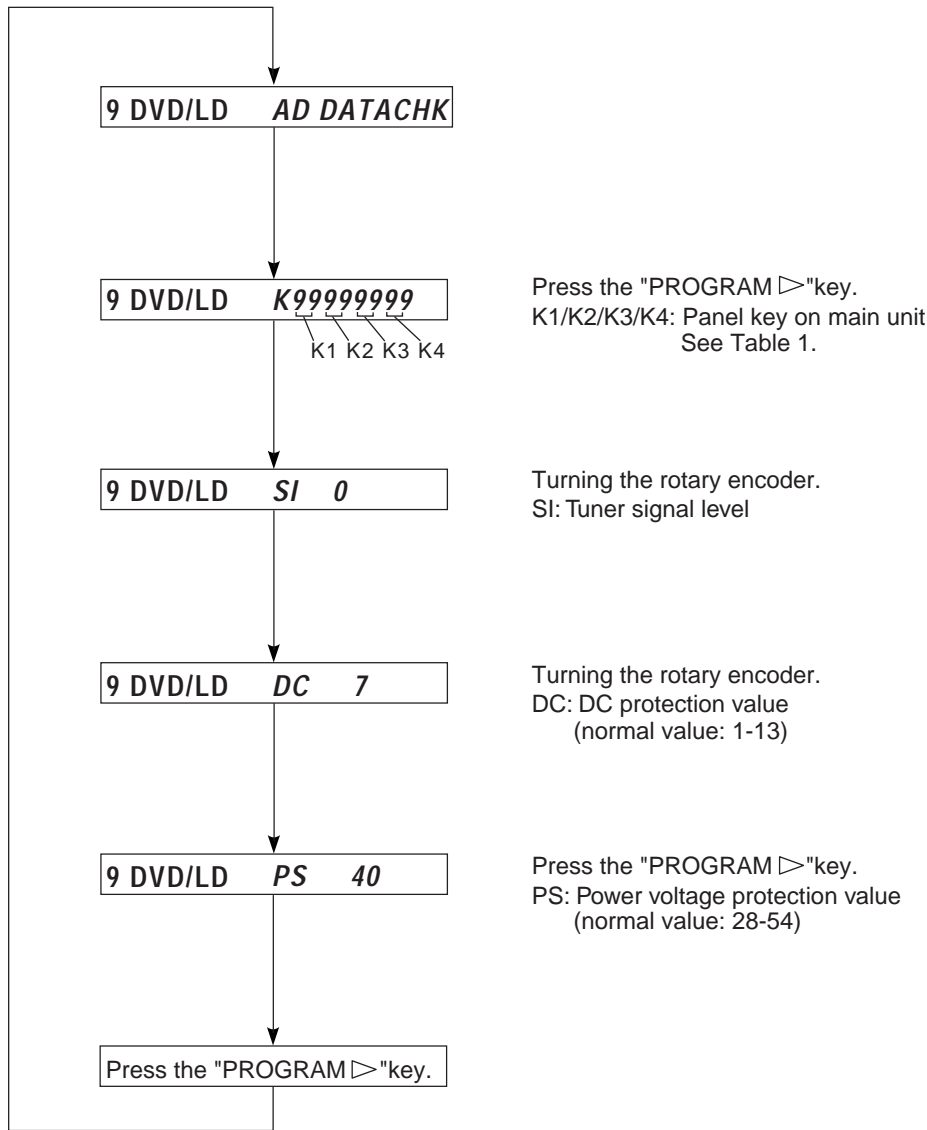 9 DVD/LD AD DATACHK
9 DVD/LD K99999999
K1 K2 K3 K4
Press the "PROGRAM ▷"key.
K1/K2/K3/K4: Panel key on main unit
See Table 1.
9 DVD/LD SI 0
Turning the rotary encoder.
SI: Tuner signal level
9 DVD/LD DC 7
Turning the rotary encoder.
DC: DC protection value
(normal value: 1-13)
9 DVD/LD PS 40
Press the "PROGRAM ▷"key.
PS: Power voltage protection value
(normal value: 28-54)
Press the "PROGRAM ▷"key.